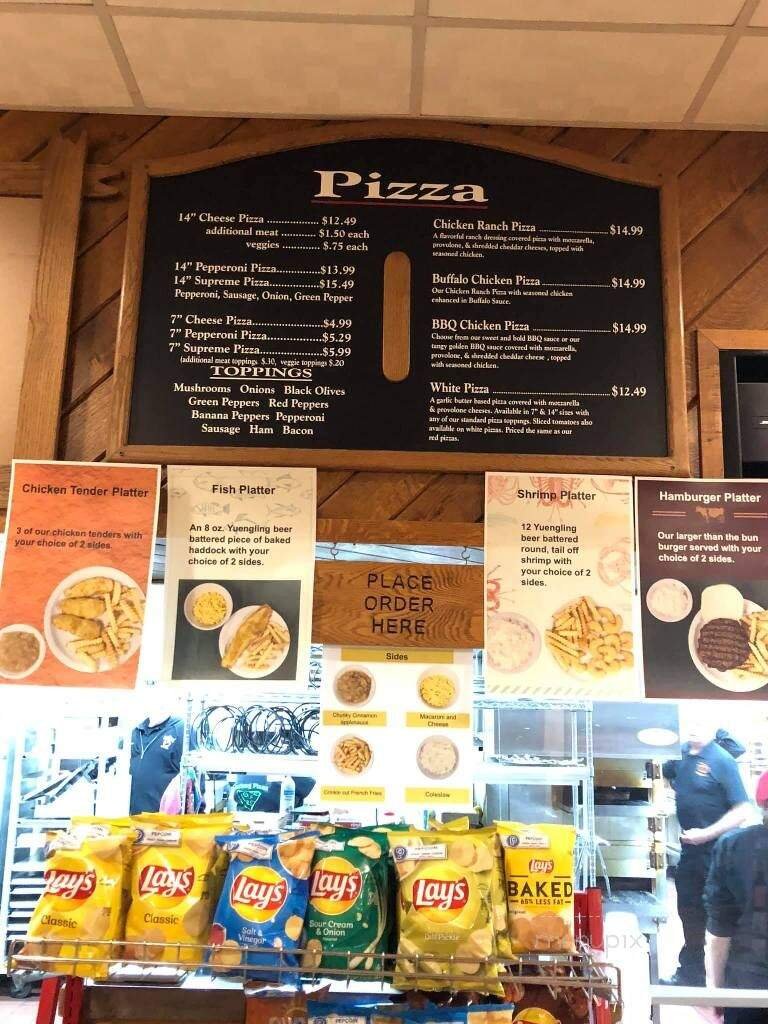 Pizza
14" Cheese Pizza .................. $12.49
additional meat ............ $1.50 each
veggies ............. $.75 each
14" Pepperoni Pizza..............$13.99
14" Supreme Pizza................$15.49
Pepperoni, Sausage, Onion, Green Pepper
7" Cheese Pizza......................$4.99
7" Pepperoni Pizza.................$5.29
7" Supreme Pizza...................$5.99
(additional meat toppings $.30, veggie toppings $.20
TOPPINGS
Mushrooms Onions Black Olives
Green Peppers Red Peppers
Banana Peppers Pepperoni
Sausage Ham Bacon
Chicken Ranch Pizza ........................ $14.99
A flavorful ranch dressing covered pizza with mozzarella,
provolone, & shredded cheddar cheeses, topped with
seasoned chicken.
Buffalo Chicken Pizza ........................ $14.99
Our Chicken Ranch Pizza with seasoned chicken
enhanced in Buffalo Sauce.
BBQ Chicken Pizza ........................ $14.99
Choose from our sweet and bold BBQ sauce or our
tangy golden BBQ sauce covered with mozzarella,
provolone, & shredded cheddar cheese , topped
with seasoned chicken.
White Pizza ........................ $12.49
A garlic butter based pizza covered with mozzarella
& provolone cheeses. Available in 7" & 14" sizes with
any of our standard pizza toppings. Sliced tomatoes also
available on white pizzas. Priced the same as our
red pizzas.
Chicken Tender Platter
3 of our chicken tenders with
your choice of 2 sides.
Fish Platter
An 8 oz. Yuengling beer
battered piece of baked
haddock with your
choice of 2 sides.
PLACE
ORDER
HERE
Shrimp Platter
12 Yuengling
beer battered
round, tail off
shrimp with
your choice of 2
sides.
Hamburger Platter
Our larger than the bun
burger served with your
choice of 2 sides.
Sides
Chunky Cinnamon
applesauce
Macaroni and
Cheese
Crinkle cut French Fries
Coleslaw
Lay's
Classic
Lay's
Classic
Lay's
Salt &
Vinegar
Lay's
Sour Cream
& Onion
Lay's
Dill Pickle
Lay's
BAKED
65% LESS FAT
Original